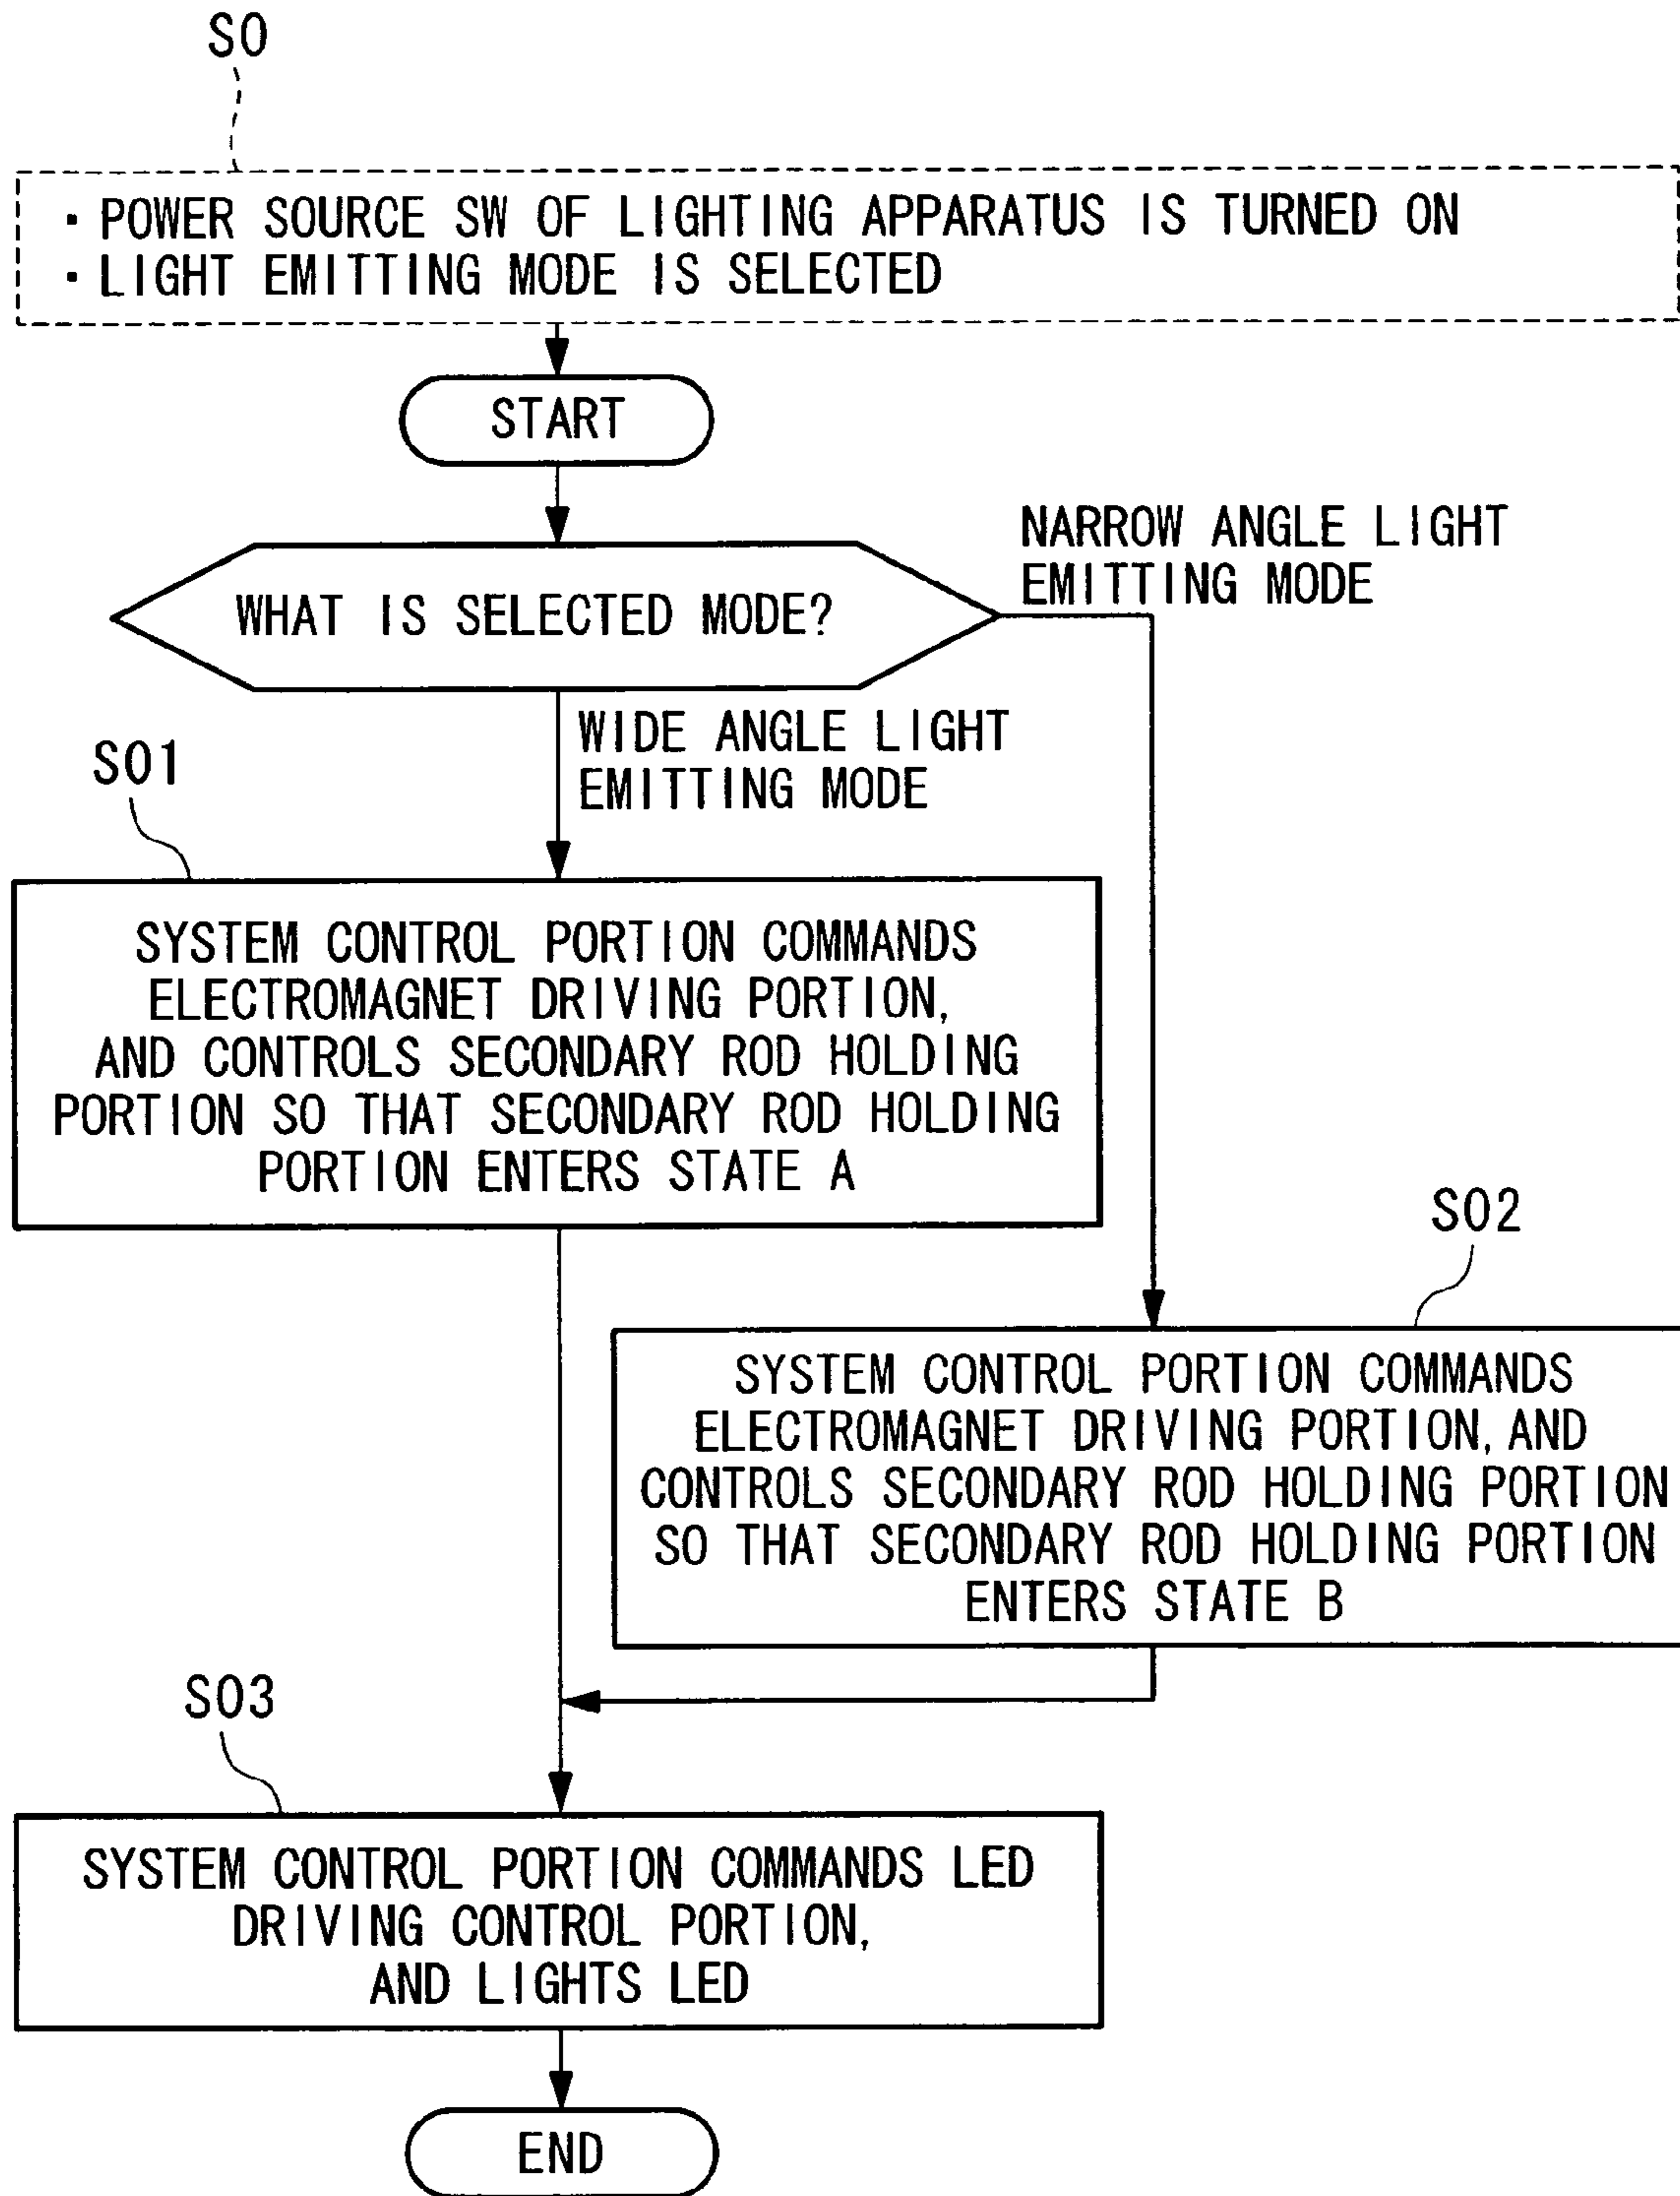 S0
· POWER SOURCE SW OF LIGHTING APPARATUS IS TURNED ON
· LIGHT EMITTING MODE IS SELECTED
START
NARROW ANGLE LIGHT
EMITTING MODE
WHAT IS SELECTED MODE?
WIDE ANGLE LIGHT
EMITTING MODE
S01
SYSTEM CONTROL PORTION COMMANDS
ELECTROMAGNET DRIVING PORTION,
AND CONTROLS SECONDARY ROD HOLDING
PORTION SO THAT SECONDARY ROD HOLDING
PORTION ENTERS STATE A
S02
SYSTEM CONTROL PORTION COMMANDS
ELECTROMAGNET DRIVING PORTION, AND
CONTROLS SECONDARY ROD HOLDING PORTION
SO THAT SECONDARY ROD HOLDING PORTION
ENTERS STATE B
S03
SYSTEM CONTROL PORTION COMMANDS LED
DRIVING CONTROL PORTION,
AND LIGHTS LED
END